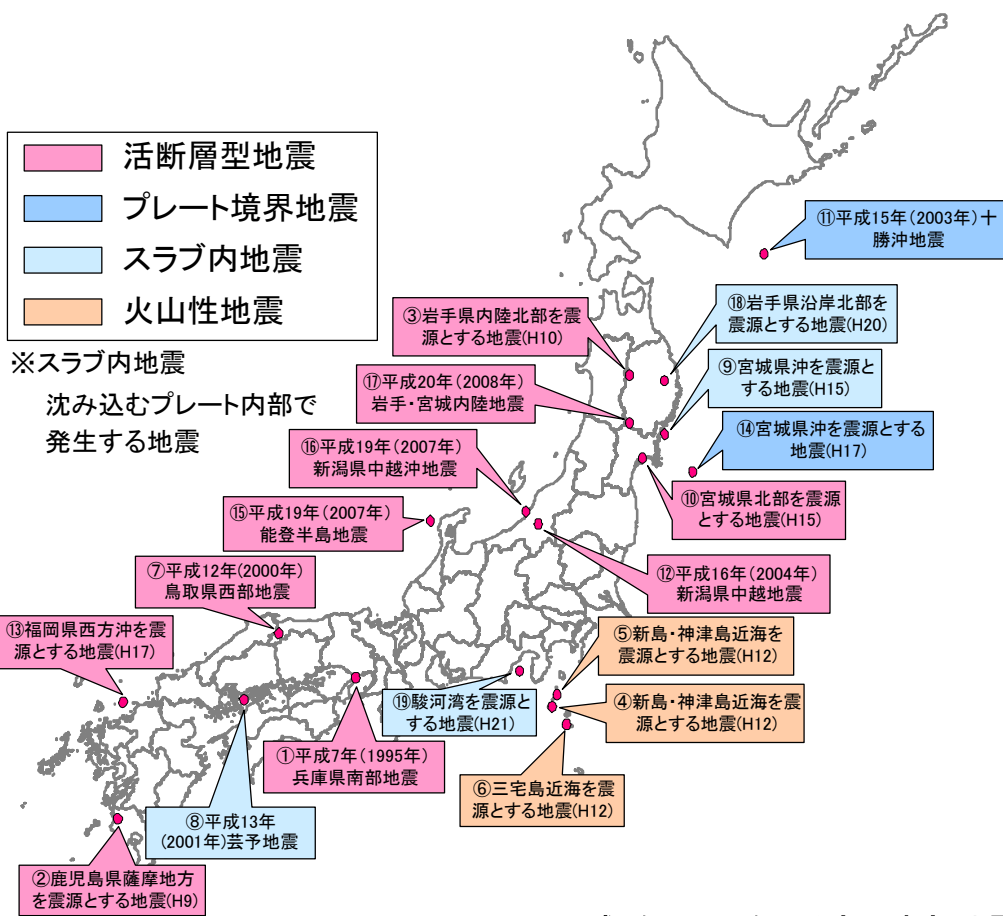 活断層型地震
プレート境界地震
スラブ内地震
火山性地震
※スラブ内地震
沈み込むプレート内部で
発生する地震
⑪平成15年(2003年)十
勝沖地震
③岩手県内陸北部を震
源とする地震(H10)
⑱岩手県沿岸北部を
震源とする地震(H20)
⑰平成20年(2008年)
岩手・宮城内陸地震
⑨宮城県沖を震源と
する地震(H15)
⑯平成19年(2007年)
新潟県中越沖地震
⑭宮城県沖を震源とする
地震(H17)
⑮平成19年(2007年)
能登半島地震
⑩宮城県北部を震源
とする地震(H15)
⑦平成12年(2000年)
鳥取県西部地震
⑫平成16年(2004年)
新潟県中越地震
⑬福岡県西方沖を震
源とする地震(H17)
⑤新島・神津島近海を
震源とする地震(H12)
⑲駿河湾を震源と
する地震(H21)
④新島・神津島近海を震
源とする地震(H12)
①平成7年(1995年)
兵庫県南部地震
⑥三宅島近海を震
源とする地震(H12)
⑧平成13年
(2001年)芸予地震
②鹿児島県薩摩地方
を震源とする地震(H9)